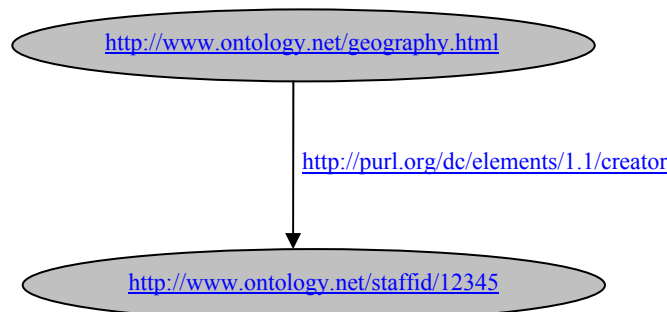 http://www.ontology.net/geography.html
http://purl.org/dc/elements/1.1/creator
http://www.ontology.net/staffid/12345